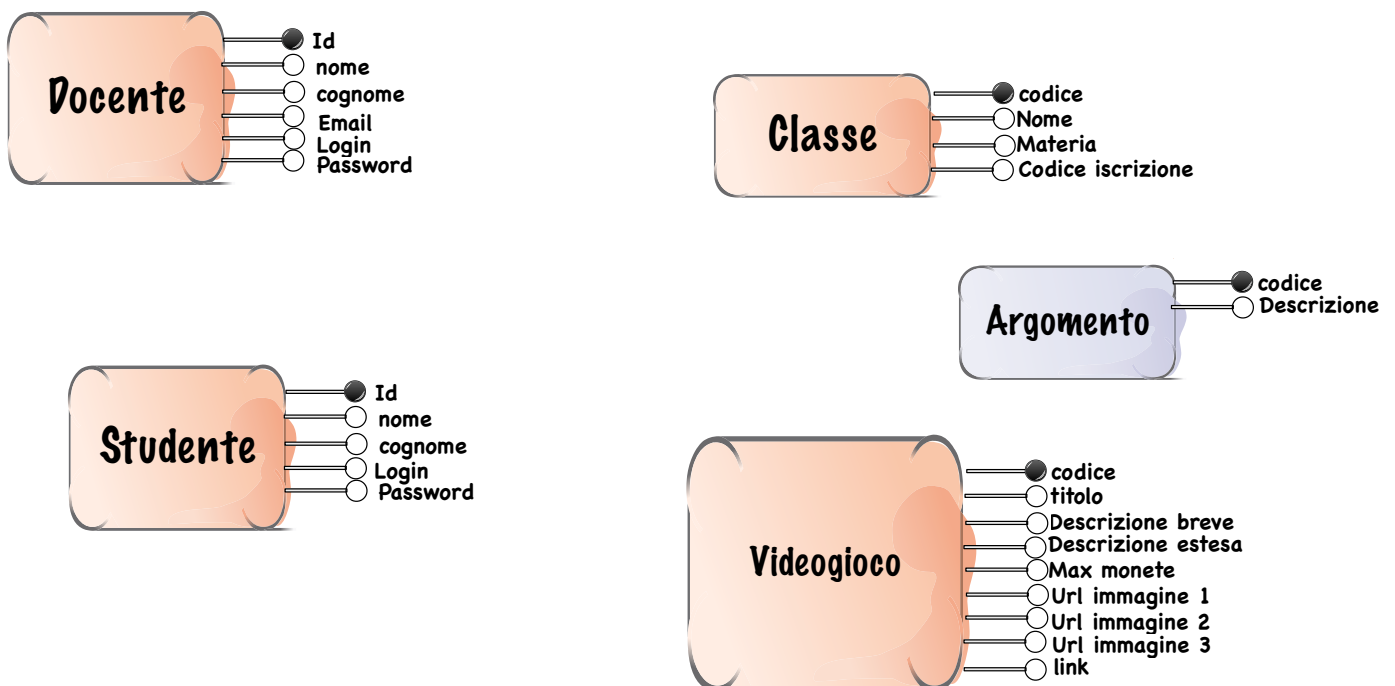 Docente
Id
nome
cognome
Email
Login
Password
Classe
codice
Nome
Materia
Codice iscrizione
Argomento
codice
Descrizione
Studente
Id
nome
cognome
Login
Password
Videogioco
codice
titolo
Descrizione breve
Descrizione estesa
Max monete
Url immagine 1
Url immagine 2
Url immagine 3
link